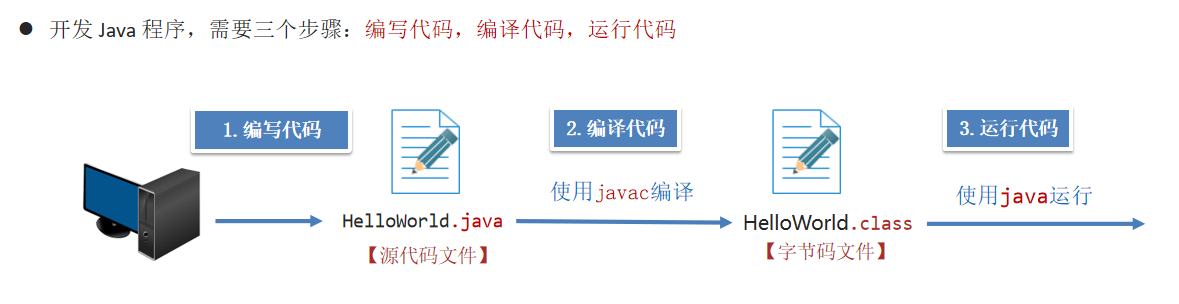 ● 开发 Java 程序，需要三个步骤：编写代码，编译代码，运行代码
1. 编写代码
2. 编译代码
3. 运行代码
使用javac编译
使用java运行
HelloWorld.java
HelloWorld.class
【源代码文件】
【字节码文件】